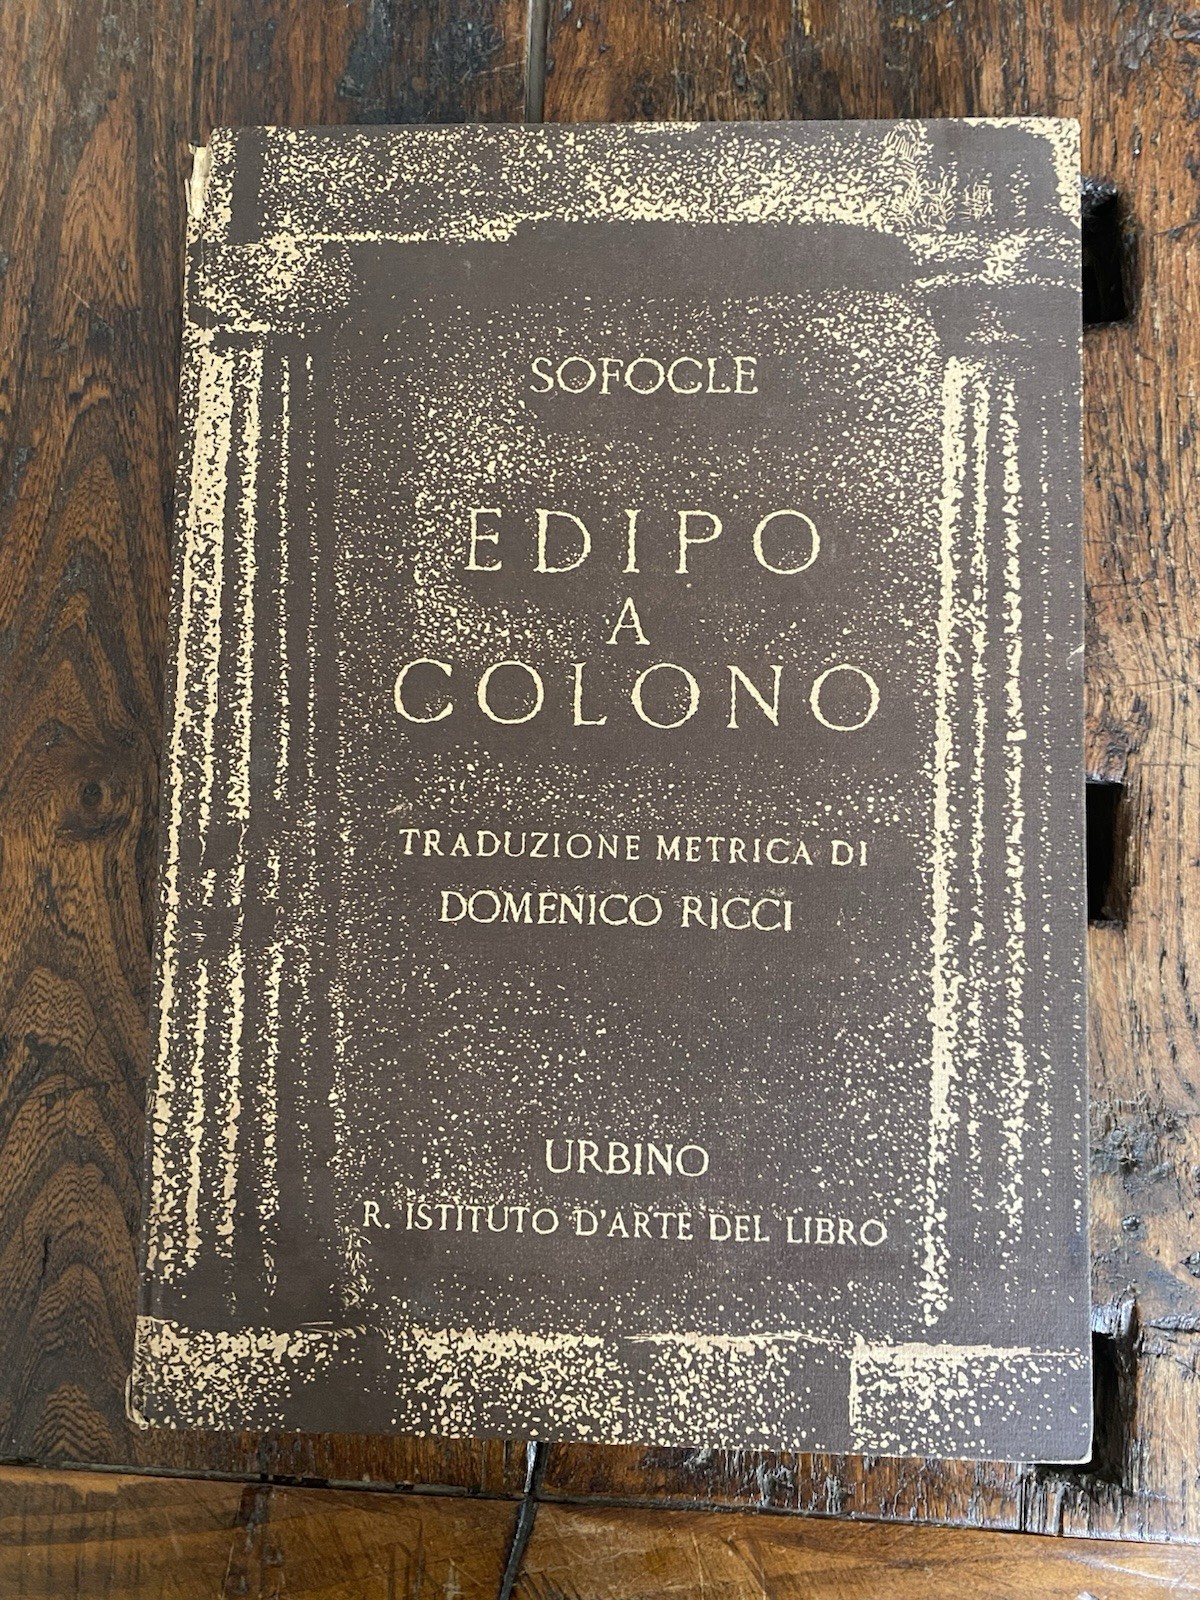 SOFOCLE
EDIPO
A
COLONO
TRADUZIONE METRICA DI
DOMENICO RICCI
URBINO
R. ISTITUTO D'ARTE DEL LIBRO